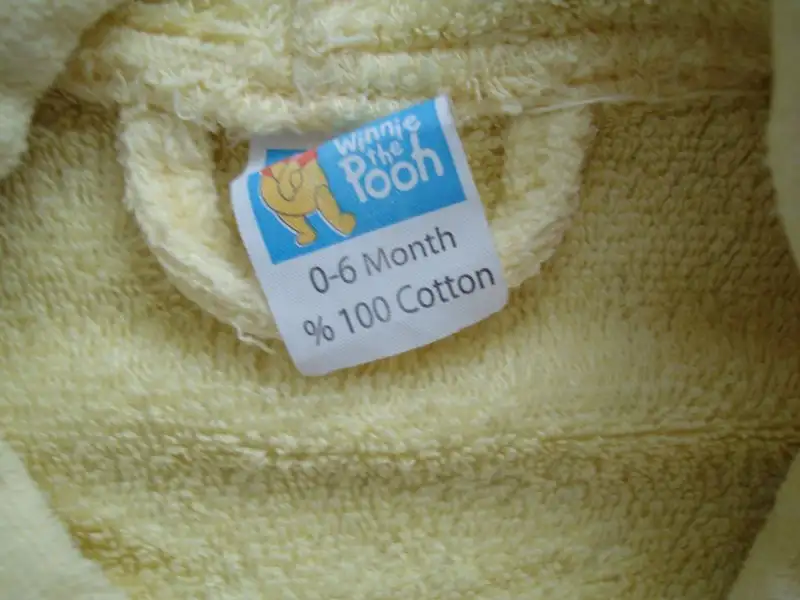 Winnie
the
Pooh
0-6 Month
% 100 Cotton